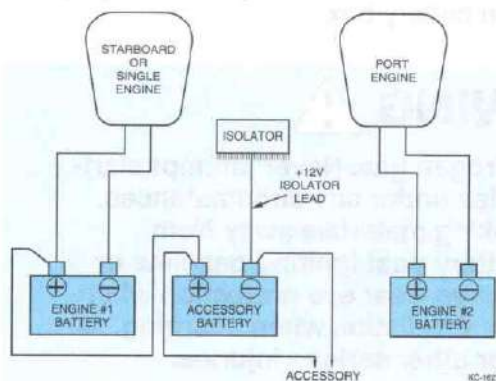 STARBOARD
OR
SINGLE
ENGINE
PORT
ENGINE
ISOLATOR
+12V
ISOLATOR
LEAD
ENGINE #1
BATTERY
ACCESSORY
BATTERY
ENGINE #2
BATTERY
ACCESSORY